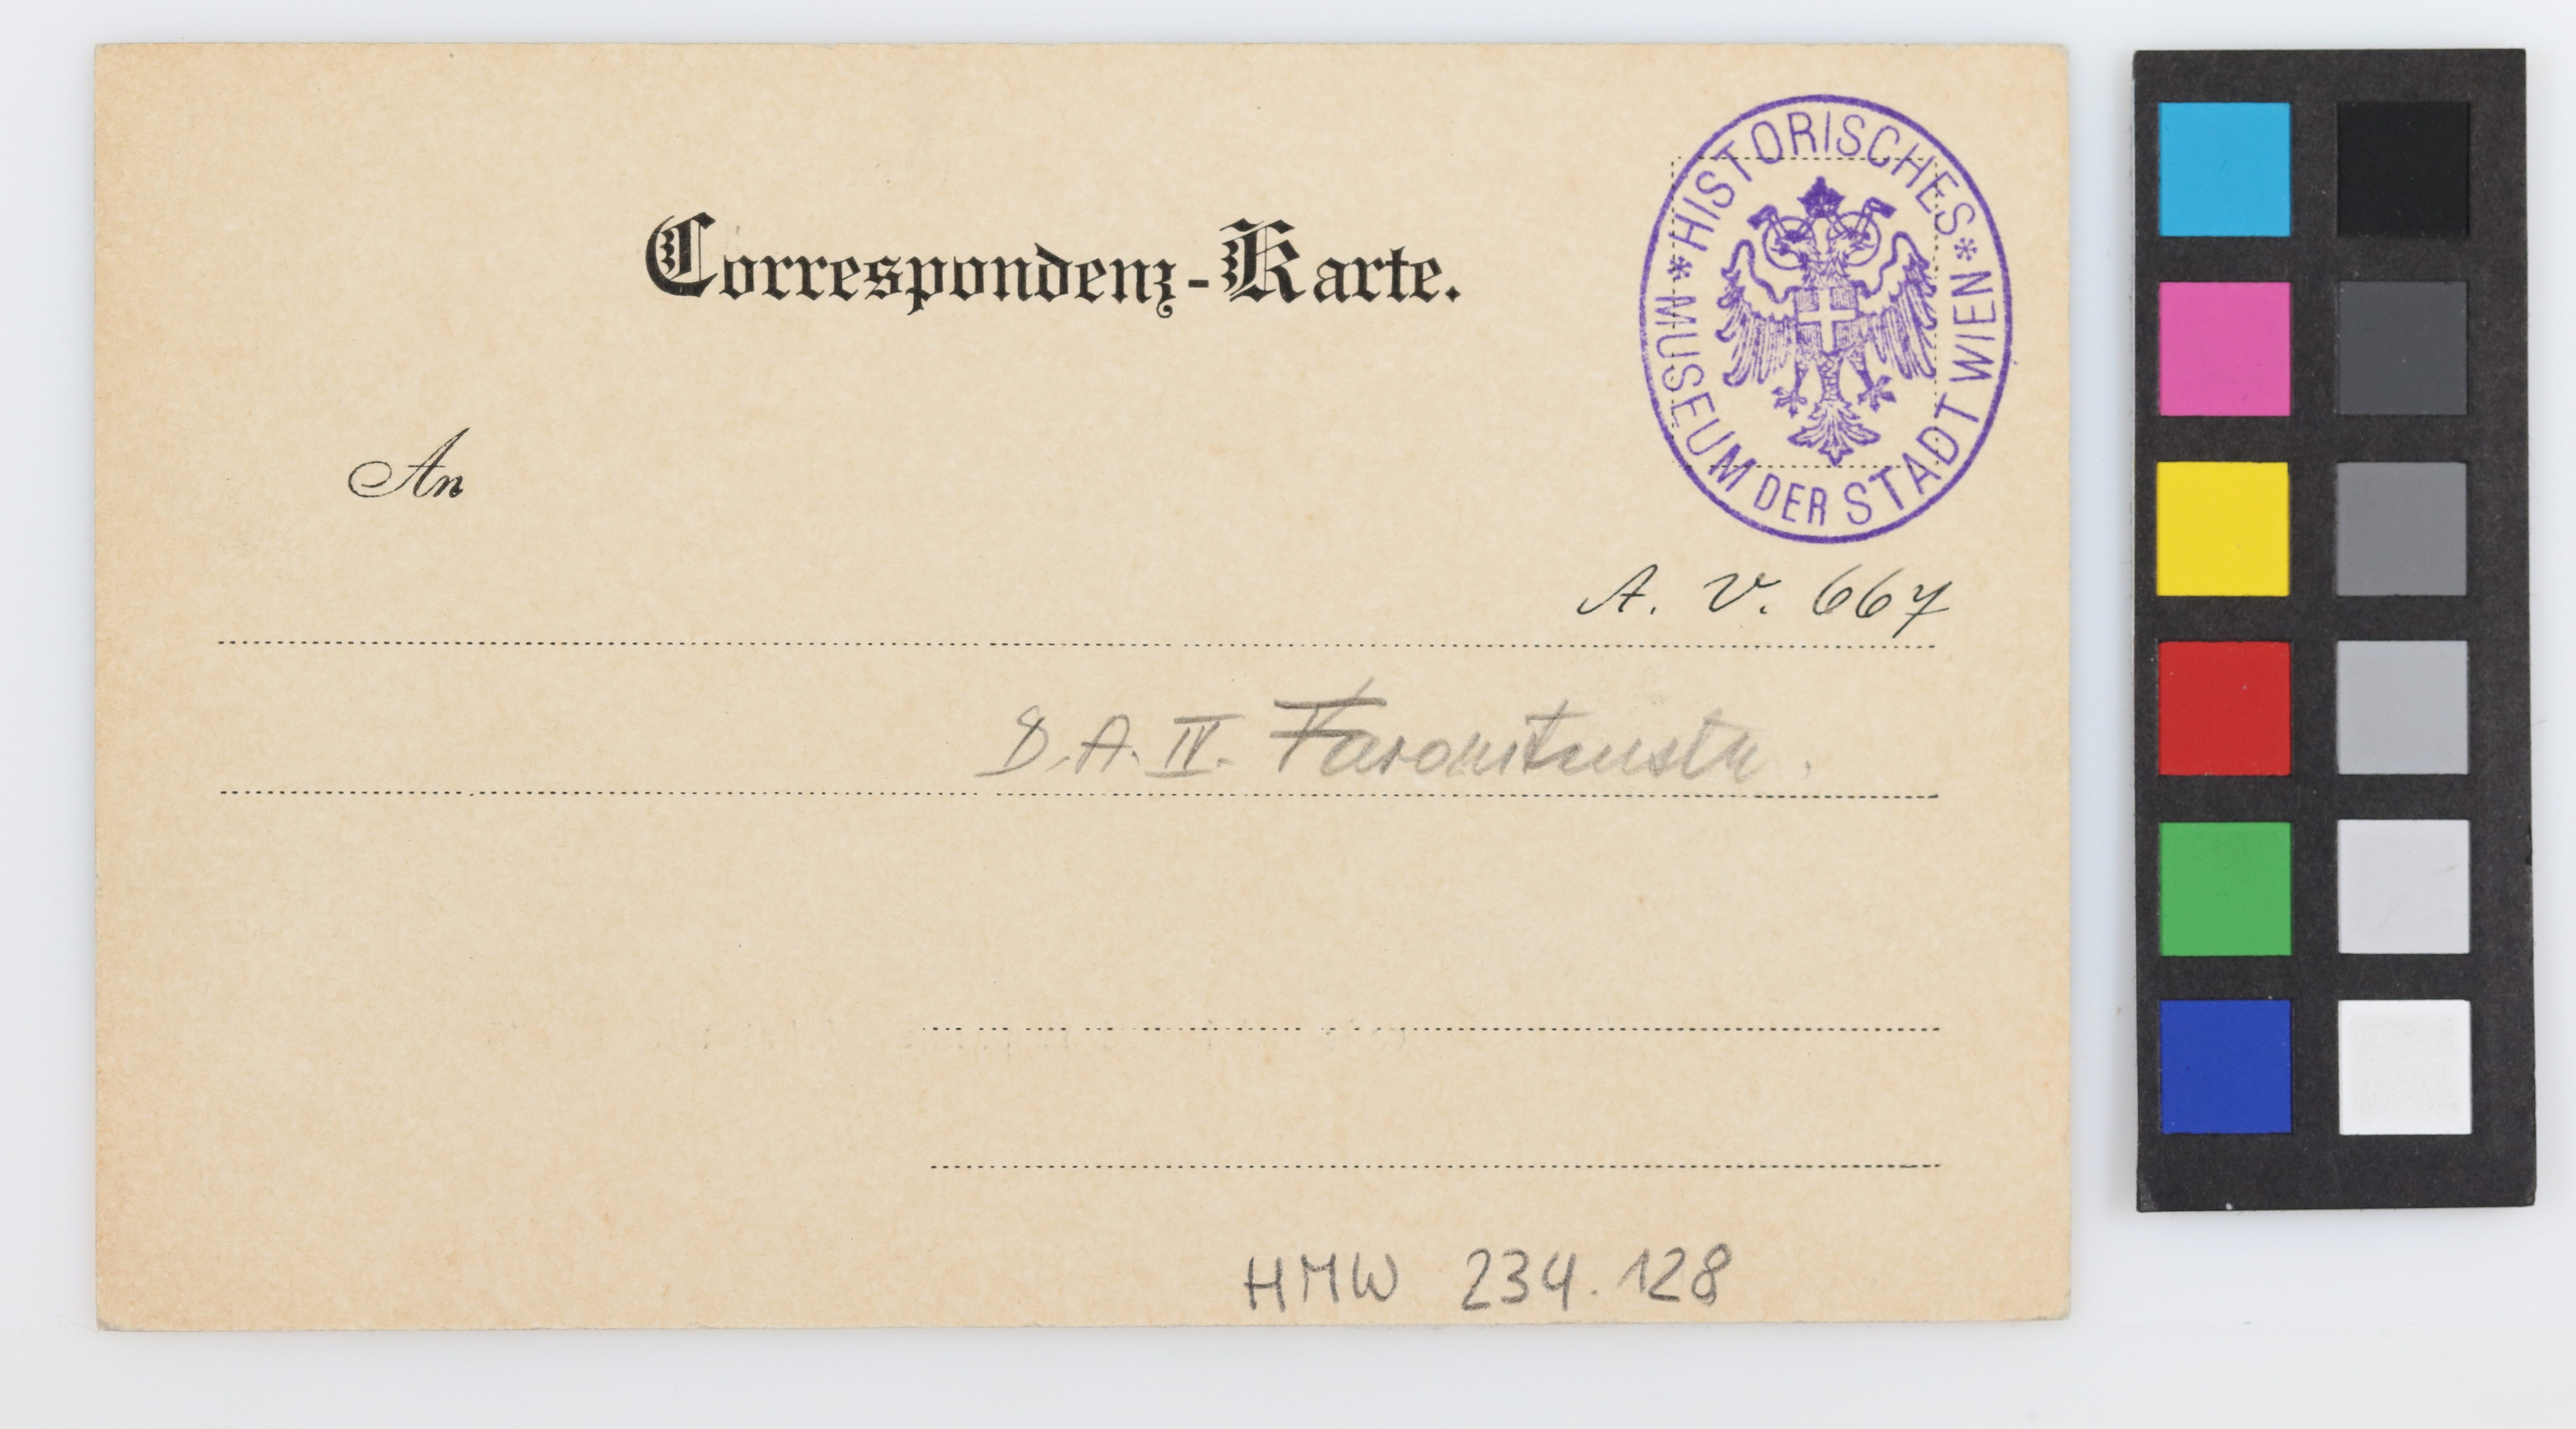 Correspondenz-Karte.
* HISTORISCHES *
MUSEUM DER STADT WIEN
An
A. V. 667
D.A. IV. Favoritenstr.
HMW 234.128